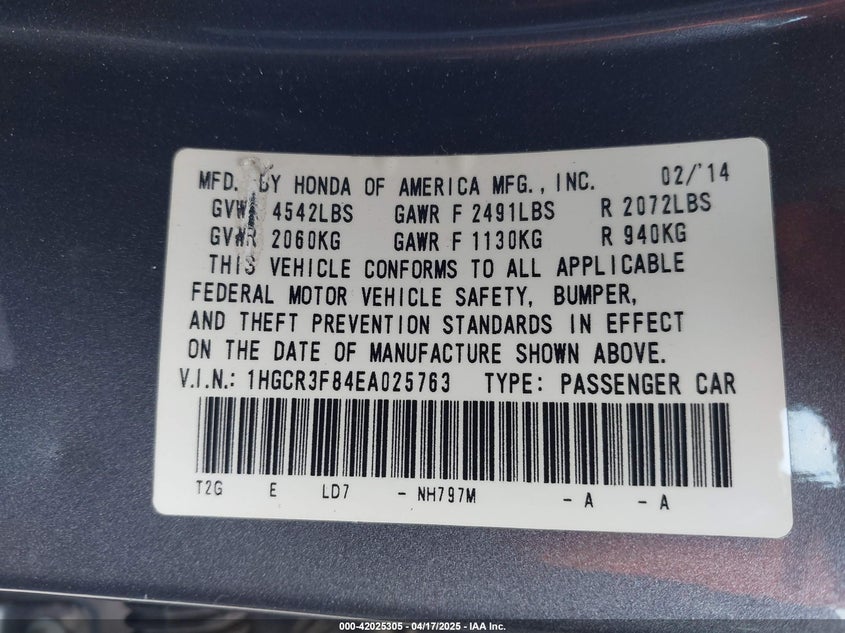 MFD. BY HONDA OF AMERICA MFG., INC. 02/'14
GVWR 4542LBS GAWR F 2491LBS R 2072LBS
GVWR 2060KG GAWR F 1130KG R 940KG
THIS VEHICLE CONFORMS TO ALL APPLICABLE
FEDERAL MOTOR VEHICLE SAFETY, BUMPER,
AND THEFT PREVENTION STANDARDS IN EFFECT
ON THE DATE OF MANUFACTURE SHOWN ABOVE.
V.I.N.: 1HGCR3F84EA025763 TYPE: PASSENGER CAR
T2G E LD7 - NH797M - A - A
000-42025305 - 04/17/2025 - IAA Inc.